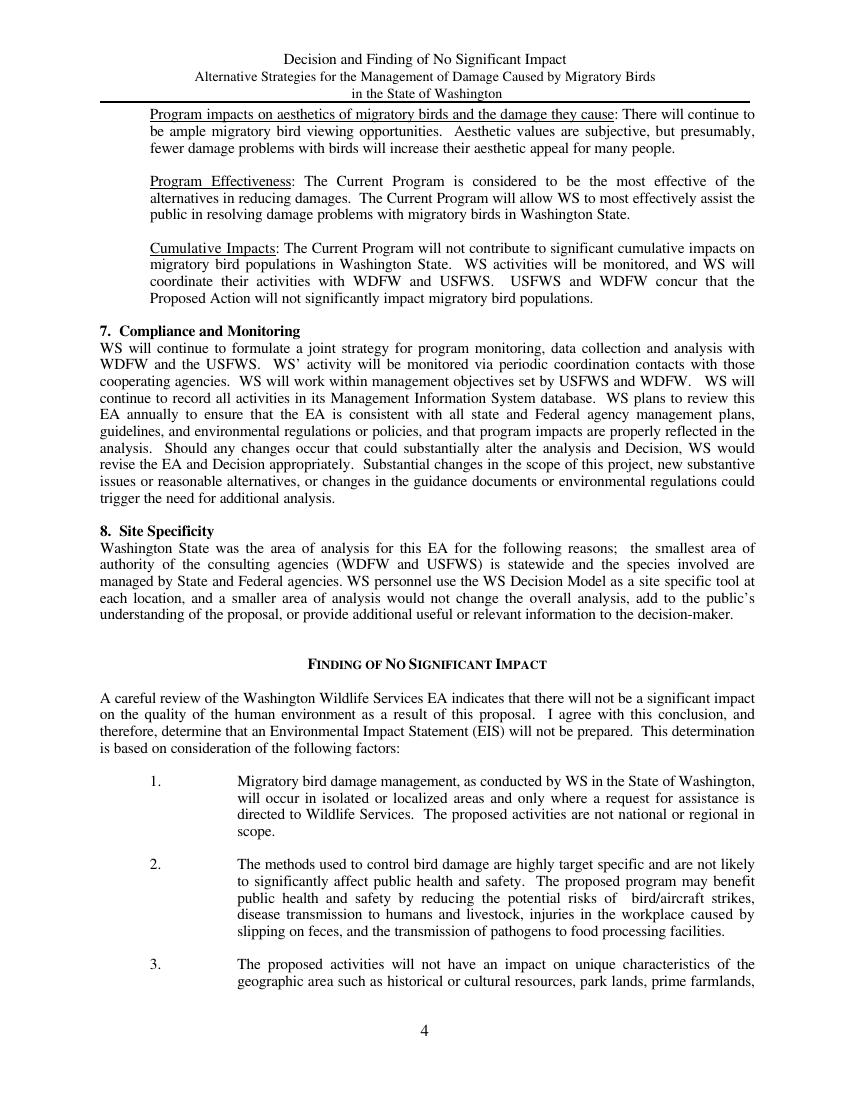 Decision and Finding of No Significant Impact
Alternative Strategies for the Management of Damage Caused by Migratory Birds
in the State of Washington
Program impacts on aesthetics of migratory birds and the damage they cause: There will continue to
be ample migratory bird viewing opportunities. Aesthetic values are subjective, but presumably,
fewer damage problems with birds will increase their aesthetic appeal for many people.
Program Effectiveness: The Current Program is considered to be the most effective of the
alternatives in reducing damages. The Current Program will allow WS to most effectively assist the
public in resolving damage problems with migratory birds in Washington State.
Cumulative Impacts: The Current Program will not contribute to significant cumulative impacts on
migratory bird populations in Washington State. WS activities will be monitored, and WS will
coordinate their activities with WDFW and USFWS. USFWS and WDFW concur that the
Proposed Action will not significantly impact migratory bird populations.
7. Compliance and Monitoring
WS will continue to formulate a joint strategy for program monitoring, data collection and analysis with
WDFW and the USFWS. WS' activity will be monitored via periodic coordination contacts with those
cooperating agencies. WS will work within management objectives set by USFWS and WDFW. WS will
continue to record all activities in its Management Information System database. WS plans to review this
EA annually to ensure that the EA is consistent with all state and Federal agency management plans,
guidelines, and environmental regulations or policies, and that program impacts are properly reflected in the
analysis. Should any changes occur that could substantially alter the analysis and Decision, WS would
revise the EA and Decision appropriately. Substantial changes in the scope of this project, new substantive
issues or reasonable alternatives, or changes in the guidance documents or environmental regulations could
trigger the need for additional analysis.
8. Site Specificity
Washington State was the area of analysis for this EA for the following reasons; the smallest area of
authority of the consulting agencies (WDFW and USFWS) is statewide and the species involved are
managed by State and Federal agencies. WS personnel use the WS Decision Model as a site specific tool at
each location, and a smaller area of analysis would not change the overall analysis, add to the public's
understanding of the proposal, or provide additional useful or relevant information to the decision-maker.
FINDING OF NO SIGNIFICANT IMPACT
A careful review of the Washington Wildlife Services EA indicates that there will not be a significant impact
on the quality of the human environment as a result of this proposal. I agree with this conclusion, and
therefore, determine that an Environmental Impact Statement (EIS) will not be prepared. This determination
is based on consideration of the following factors:
1. Migratory bird damage management, as conducted by WS in the State of Washington,
will occur in isolated or localized areas and only where a request for assistance is
directed to Wildlife Services. The proposed activities are not national or regional in
scope.
2. The methods used to control bird damage are highly target specific and are not likely
to significantly affect public health and safety. The proposed program may benefit
public health and safety by reducing the potential risks of bird/aircraft strikes,
disease transmission to humans and livestock, injuries in the workplace caused by
slipping on feces, and the transmission of pathogens to food processing facilities.
3. The proposed activities will not have an impact on unique characteristics of the
geographic area such as historical or cultural resources, park lands, prime farmlands,
4